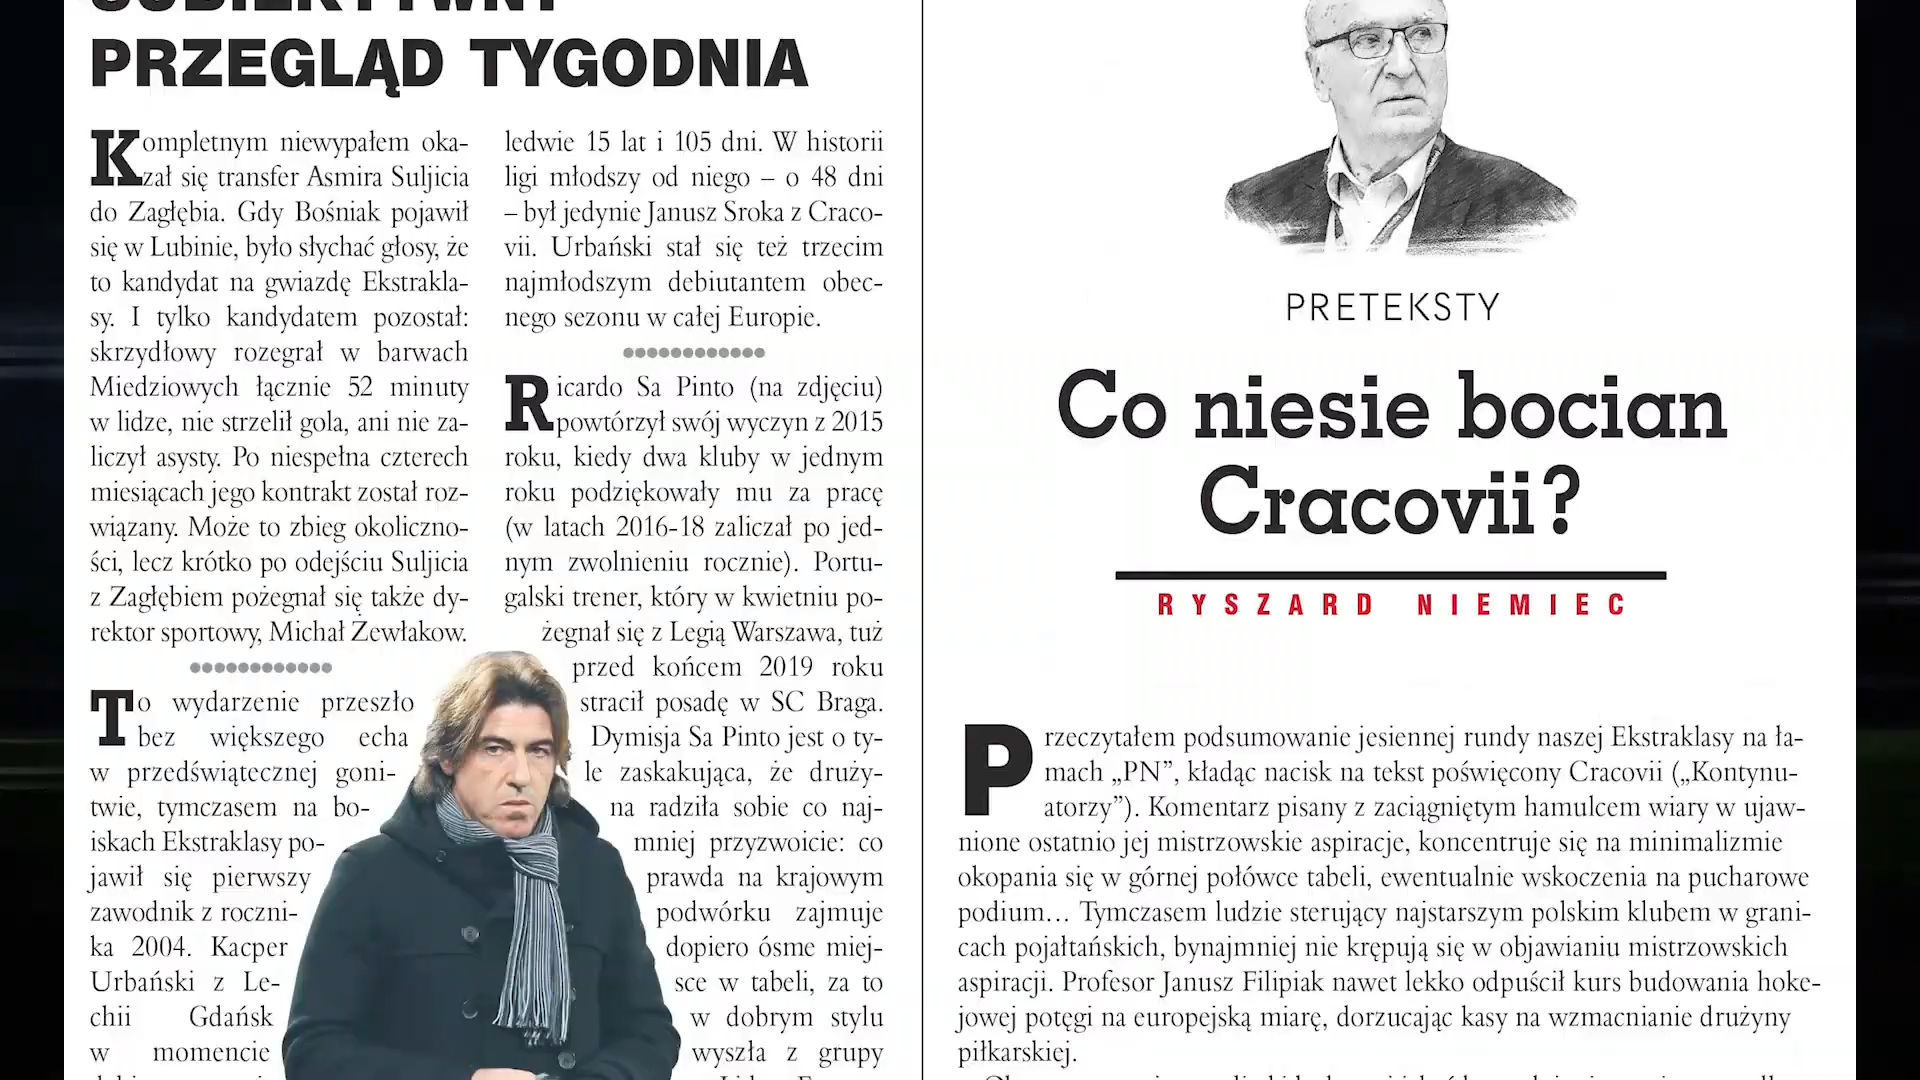 SUBIEKTYWNY
PRZEGLĄD TYGODNIA
Kompletnym niewypałem oka-
zał się transfer Asmira Suljicia
do Zagłębia. Gdy Bośniak pojawił
się w Lubinie, było słychać głosy, że
to kandydat na gwiazdę Ekstrakla-
sy. I tylko kandydatem pozostał:
skrzydłowy rozegrał w barwach
Miedziowych łącznie 52 minuty
w lidze, nie strzelił gola, ani nie za-
liczył asysty. Po niespełna czterech
miesiącach jego kontrakt został roz-
wiązany. Może to zbieg okoliczno-
ści, lecz krótko po odejściu Suljicia
z Zagłębiem pożegnał się także dy-
rektor sportowy, Michał Żewłakow.
To wydarzenie przeszło
bez większego echa
w przedświątecznej goni-
twie, tymczasem na bo-
iskach Ekstraklasy po-
jawił się pierwszy
zawodnik z roczni-
ka 2004. Kacper
Urbański z Le-
chii Gdańsk
w momencie
ledwie 15 lat i 105 dni. W historii
ligi młodszy od niego – o 48 dni
– był jedynie Janusz Sroka z Craco-
vii. Urbański stał się też trzecim
najmłodszym debiutantem obec-
nego sezonu w całej Europie.
Ricardo Sa Pinto (na zdjęciu)
powtórzył swój wyczyn z 2015
roku, kiedy dwa kluby w jednym
roku podziękowały mu za pracę
(w latach 2016-18 zaliczał po jed-
nym zwolnieniu rocznie). Portu-
galski trener, który w kwietniu po-
żegnał się z Legią Warszawa, tuż
przed końcem 2019 roku
stracił posadę w SC Braga.
Dymisja Sa Pinto jest o ty-
le zaskakująca, że druży-
na radziła sobie co naj-
mniej przyzwoicie: co
prawda na krajowym
podwórku zajmuje
dopiero ósme miej-
sce w tabeli, za to
w dobrym stylu
wyszła z grupy
PRETEKSTY
Co niesie bocian
Cracovii?
RYSZARD NIEMIEC
Przeczytałem podsumowanie jesiennej rundy naszej Ekstraklasy na ła-
mach „PN”, kładąc nacisk na tekst poświęcony Cracovii („Kontynu-
atorzy”). Komentarz pisany z zaciągniętym hamulcem wiary w ujaw-
nione ostatnio jej mistrzowskie aspiracje, koncentruje się na minimalizmie
okopania się w górnej połówce tabeli, ewentualnie wskoczenia na pucharowe
podium… Tymczasem ludzie sterujący najstarszym polskim klubem w grani-
cach pojałtańskich, bynajmniej nie krępują się w objawianiu mistrzowskich
aspiracji. Profesor Janusz Filipiak nawet lekko odpuścił kurs budowania hoke-
jowej potęgi na europejską miarę, dorzucając kasy na wzmacnianie drużyny
piłkarskiej.